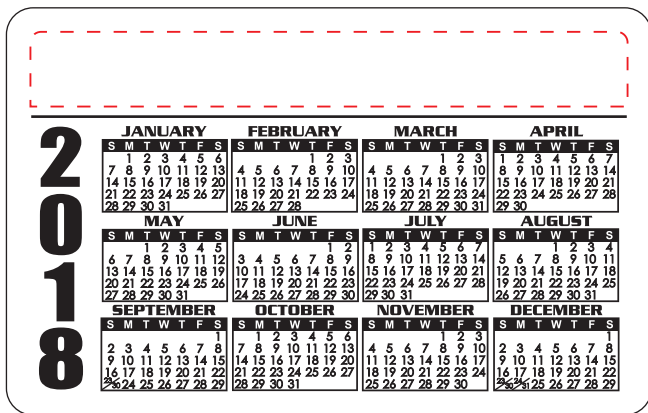 2018
JANUARY
S M T W T F S
1 2 3 4 5 6
7 8 9 10 11 12 13
14 15 16 17 18 19 20
21 22 23 24 25 26 27
28 29 30 31
FEBRUARY
S M T W T F S
1 2 3
4 5 6 7 8 9 10
11 12 13 14 15 16 17
18 19 20 21 22 23 24
25 26 27 28
MARCH
S M T W T F S
1 2 3
4 5 6 7 8 9 10
11 12 13 14 15 16 17
18 19 20 21 22 23 24
25 26 27 28 29 30 31
APRIL
S M T W T F S
1 2 3 4 5 6 7
8 9 10 11 12 13 14
15 16 17 18 19 20 21
22 23 24 25 26 27 28
29 30
MAY
S M T W T F S
1 2 3 4 5
6 7 8 9 10 11 12
13 14 15 16 17 18 19
20 21 22 23 24 25 26
27 28 29 30 31
JUNE
S M T W T F S
1 2
3 4 5 6 7 8 9
10 11 12 13 14 15 16
17 18 19 20 21 22 23
24 25 26 27 28 29 30
JULY
S M T W T F S
1 2 3 4 5 6 7
8 9 10 11 12 13 14
15 16 17 18 19 20 21
22 23 24 25 26 27 28
29 30 31
AUGUST
S M T W T F S
1 2 3 4
5 6 7 8 9 10 11
12 13 14 15 16 17 18
19 20 21 22 23 24 25
26 27 28 29 30 31
SEPTEMBER
S M T W T F S
1
2 3 4 5 6 7 8
9 10 11 12 13 14 15
16 17 18 19 20 21 22
23/30 24 25 26 27 28 29
OCTOBER
S M T W T F S
1 2 3 4 5 6
7 8 9 10 11 12 13
14 15 16 17 18 19 20
21 22 23 24 25 26 27
28 29 30 31
NOVEMBER
S M T W T F S
1 2 3
4 5 6 7 8 9 10
11 12 13 14 15 16 17
18 19 20 21 22 23 24
25 26 27 28 29 30
DECEMBER
S M T W T F S
1
2 3 4 5 6 7 8
9 10 11 12 13 14 15
16 17 18 19 20 21 22
23/30 24/31 25 26 27 28 29